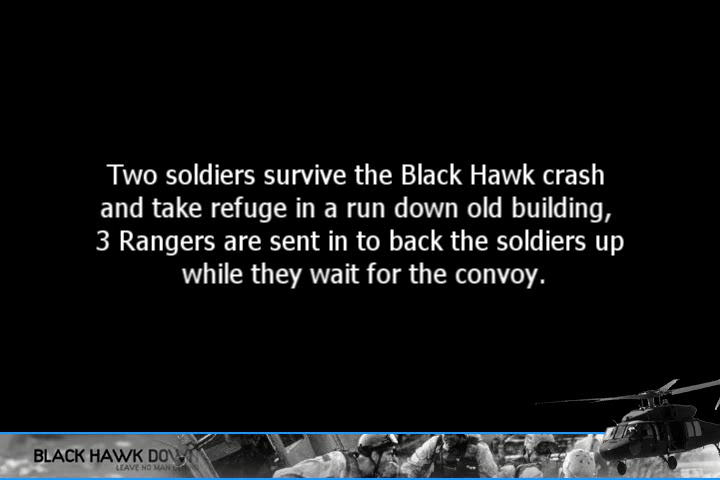 Two soldiers survive the Black Hawk crash
and take refuge in a run down old building,
3 Rangers are sent in to back the soldiers up
while they wait for the convoy.
BLACK HAWK DOWN
LEAVE NO MAN